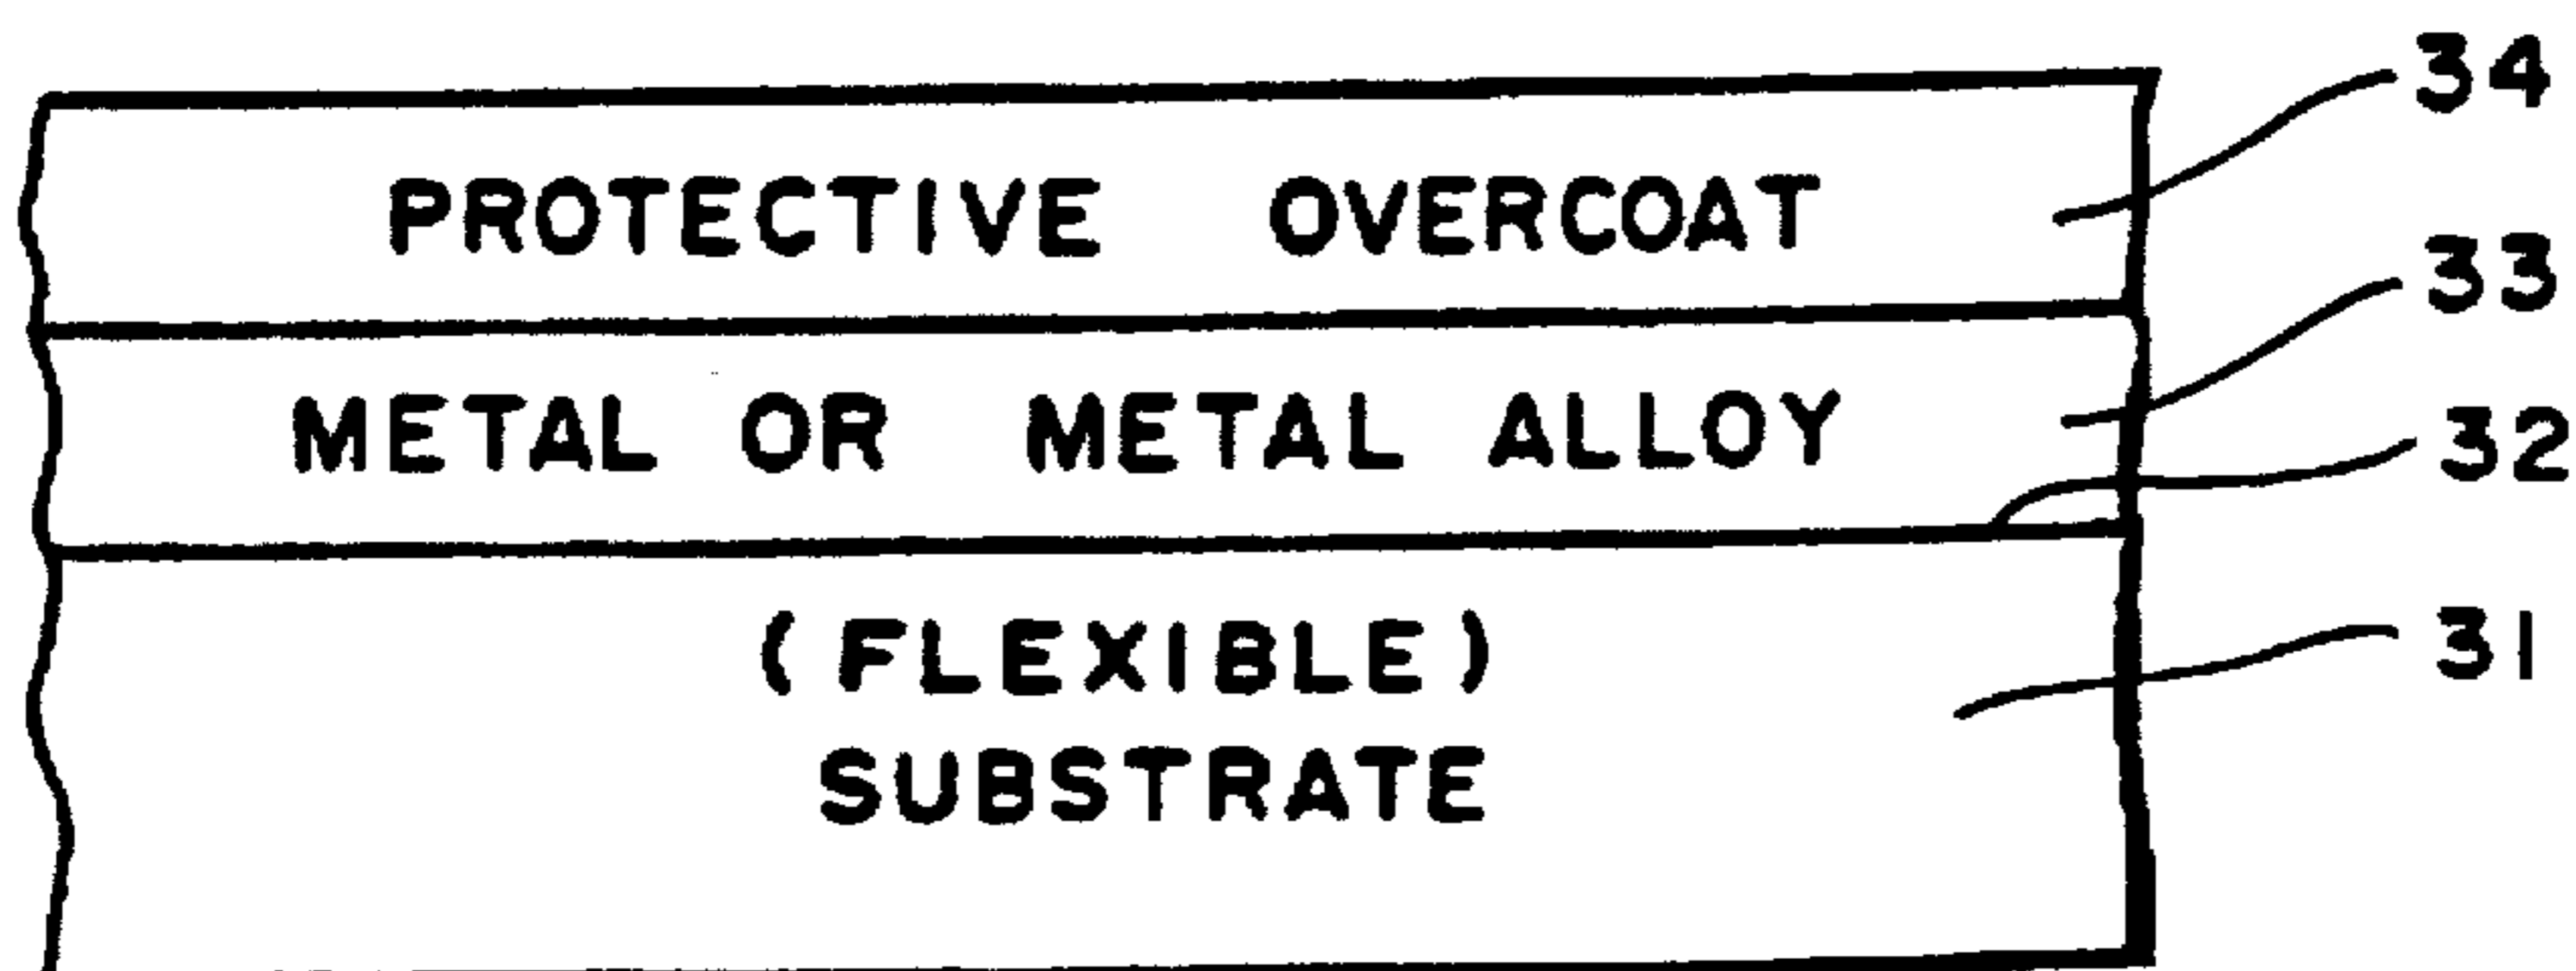 34
PROTECTIVE OVERCOAT
33
METAL OR METAL ALLOY
32
(FLEXIBLE)
31
SUBSTRATE